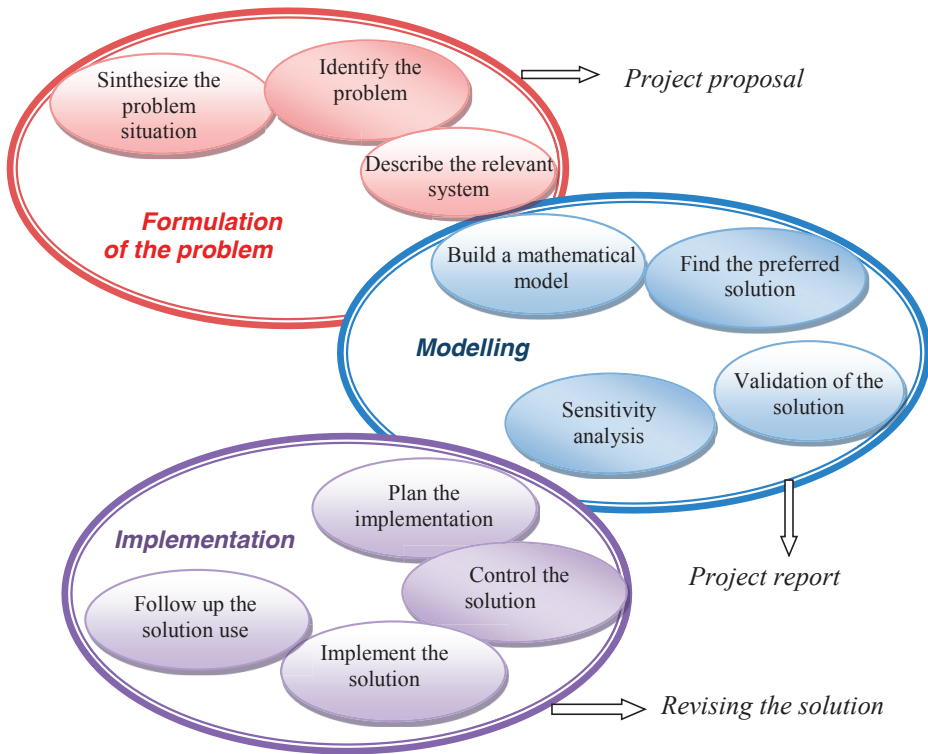 Sinthesize the
problem
situation
Identify the
problem
Project proposal
Describe the relevant
system
Formulation
of the problem
Build a mathematical
model
Find the preferred
solution
Modelling
Validation of the
solution
Sensitivity
analysis
Plan the
implementation
Implementation
Control the
solution
Project report
Follow up the
solution use
Implement the
solution
Revising the solution